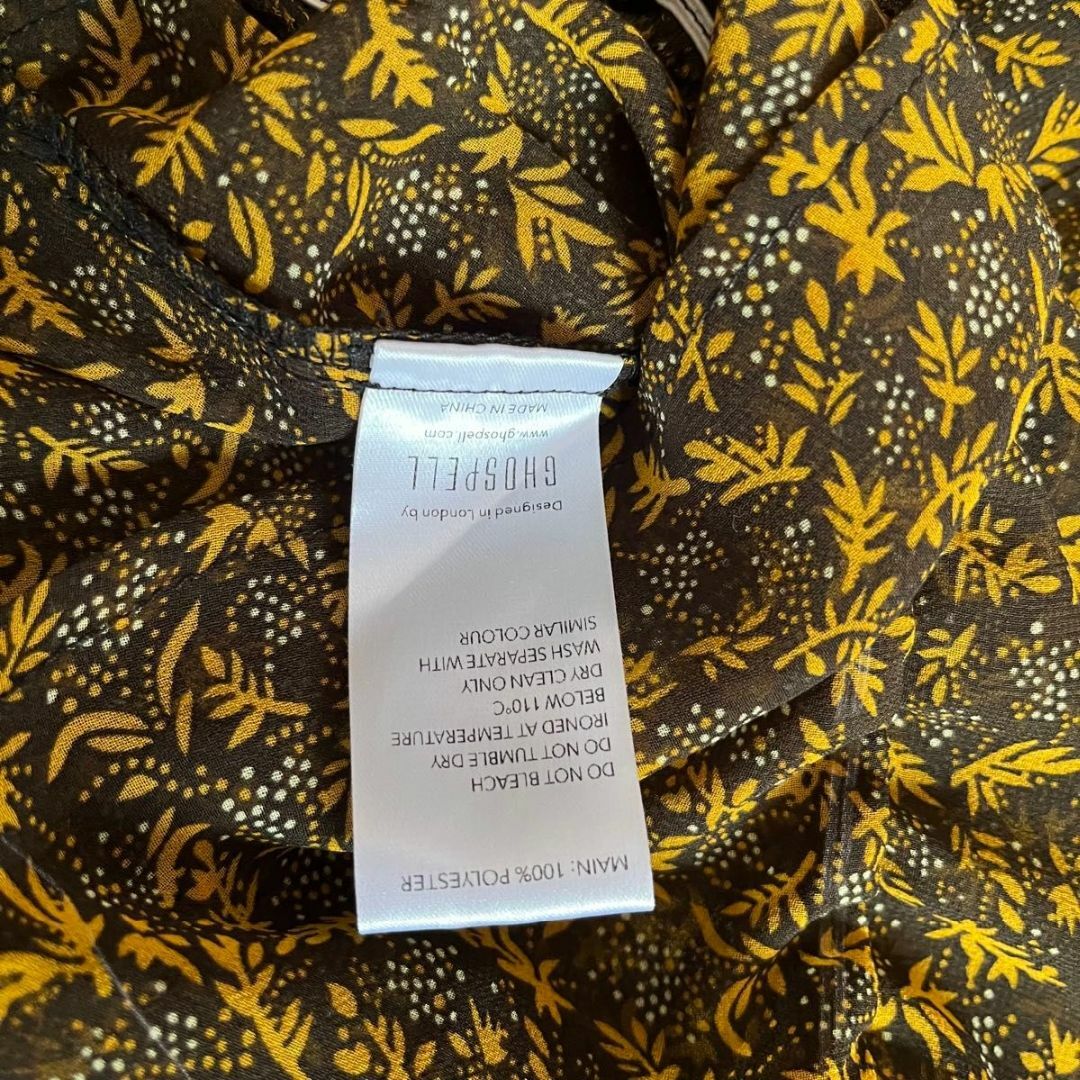 MAIN: 100% POLYESTER
DO NOT BLEACH
DO NOT TUMBLE DRY
IRONED AT TEMPERATURE
BELOW 110°C
DRY CLEAN ONLY
WASH SEPARATE WITH
SIMILAR COLOUR
Designed in London by
GHOSPELL
www.ghospell.com
MADE IN CHINA